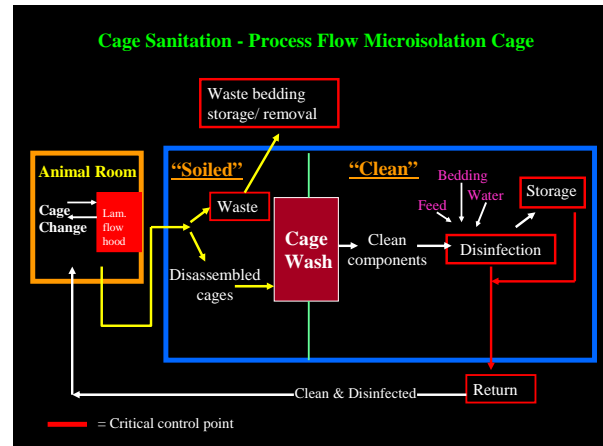 Cage Sanitation - Process Flow Microisolation Cage
Waste bedding
storage/ removal
Animal Room
"Soiled"
"Clean"
Bedding
Water
Feed
Storage
Cage
Change
Lam.
flow
hood
Waste
Cage
Wash
Clean
components
Disinfection
Disassembled
cages
Clean & Disinfected
Return
= Critical control point